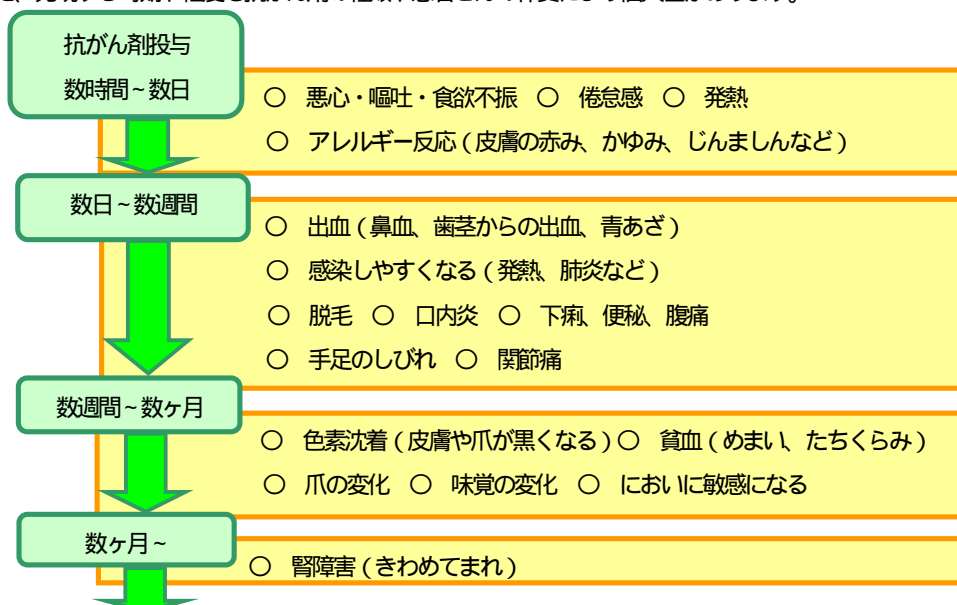 抗がん剤投与
数時間~数日
○ 悪心・嘔吐・食欲不振 ○ 倦怠感 ○ 発熱
○ アレルギー反応(皮膚の赤み、かゆみ、じんましんなど)
数日~数週間
○ 出血(鼻血、歯茎からの出血、青あざ)
○ 感染しやすくなる(発熱、肺炎など)
○ 脱毛 ○ 口内炎 ○ 下痢、便秘、腹痛
○ 手足のしびれ ○ 関節痛
数週間~数ヶ月
○ 色素沈着(皮膚や爪が黒くなる)○ 貧血(めまい、たちくらみ)
○ 爪の変化 ○ 味覚の変化 ○ においに敏感になる
数ヶ月~
○ 腎障害(きわめてまれ)